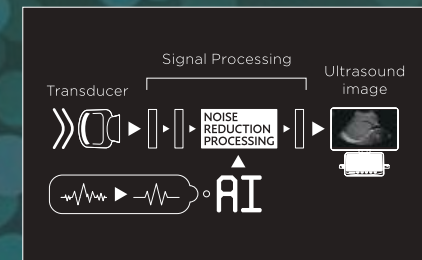 Signal Processing
Transducer
Ultrasound
image
NOISE
REDUCTION
PROCESSING
AI